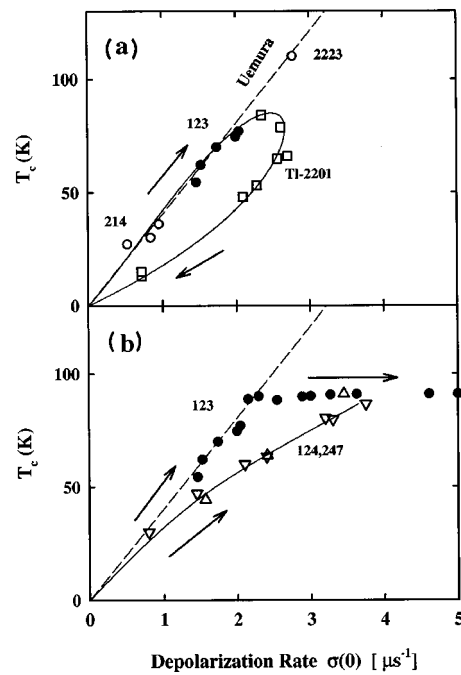 (a)
Uemura
2223
100
123
T_c (K)
50
Tl-2201
214
0
(b)
100
123
T_c (K)
50
124,247
0
0 1 2 3 4 5
Depolarization Rate σ(0) [ μs⁻¹]